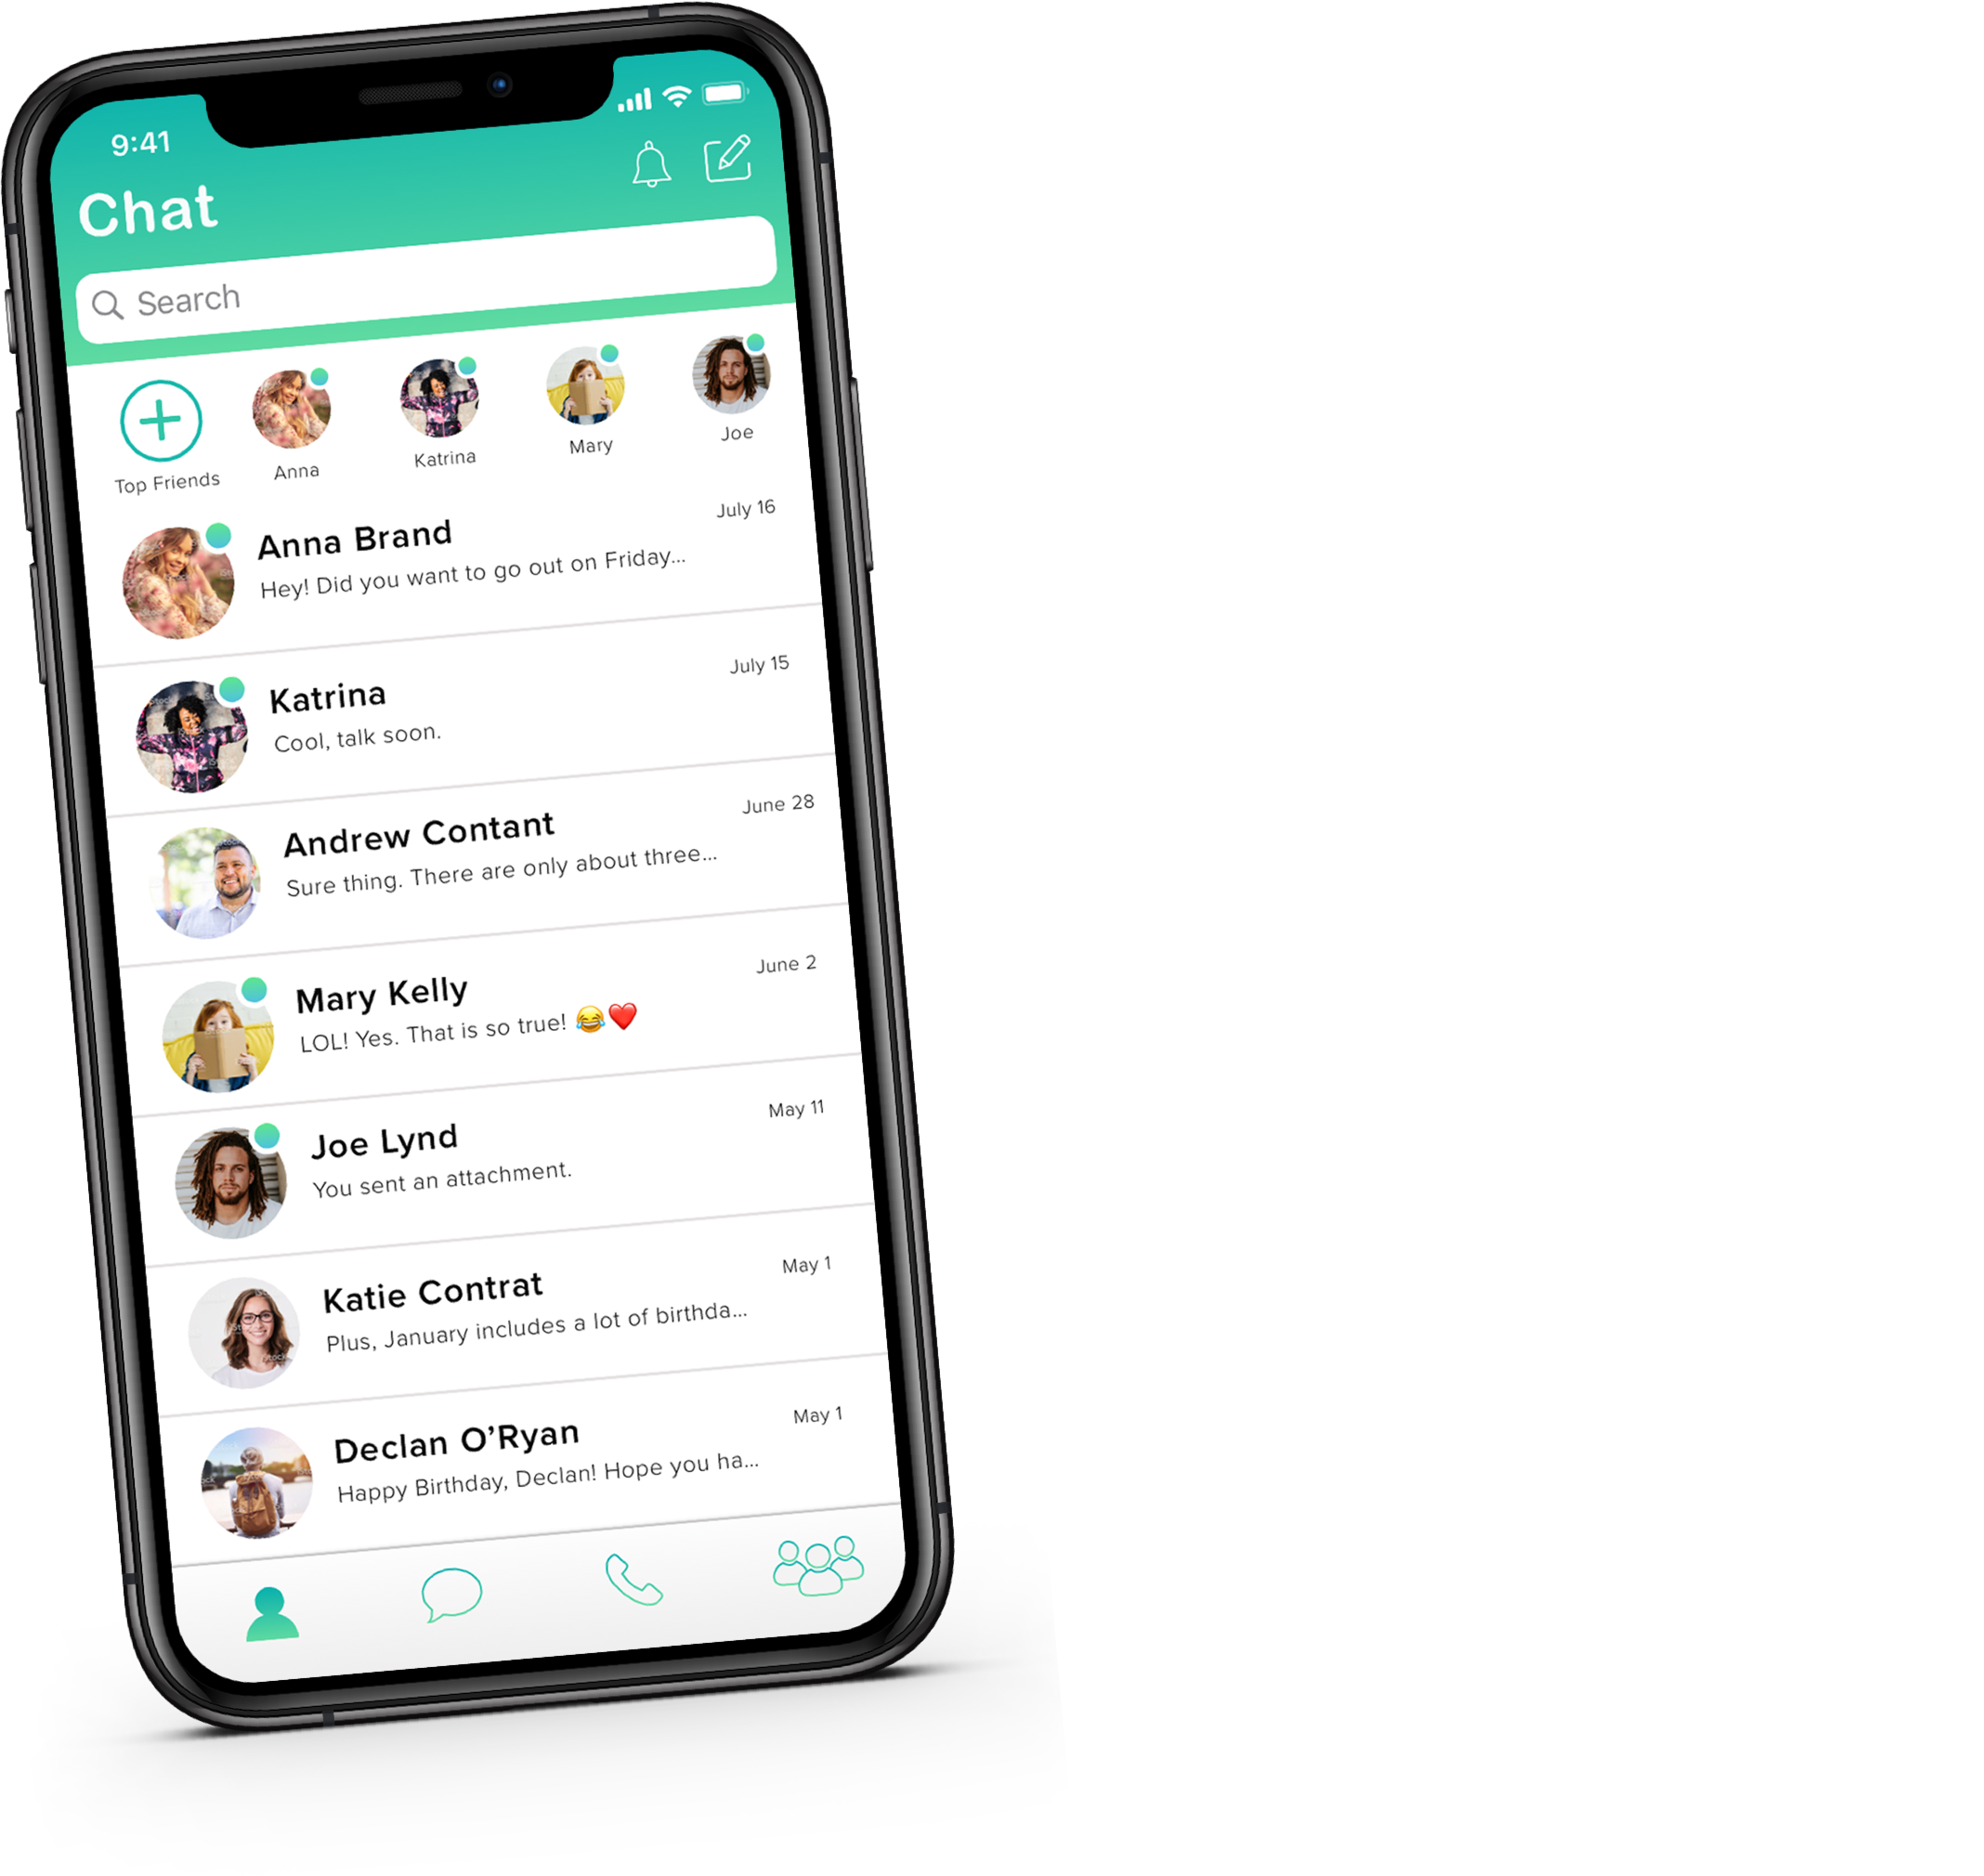 9:41
Chat
Search
Top Friends
Anna
Katrina
Mary
Joe
Anna Brand
July 16
Hey! Did you want to go out on Friday...
Katrina
July 15
Cool, talk soon.
Andrew Contant
June 28
Sure thing. There are only about three...
Mary Kelly
June 2
LOL! Yes. That is so true! 😂❤️
Joe Lynd
May 11
You sent an attachment.
Katie Contrat
May 1
Plus, January includes a lot of birthda...
Declan O’Ryan
May 1
Happy Birthday, Declan! Hope you ha...